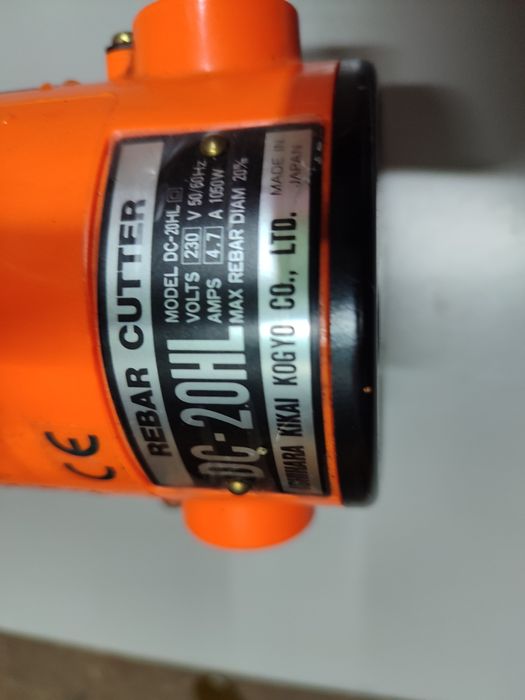 REBAR CUTTER
DC-20HL
MODEL DC-20HL
VOLTS 230 V 50/60Hz
AMPS 4.7 A 1050W
MAX REBAR DIAM 20%
KIKAI KOGYO CO., LTD.
MADE IN
JAPAN
CE